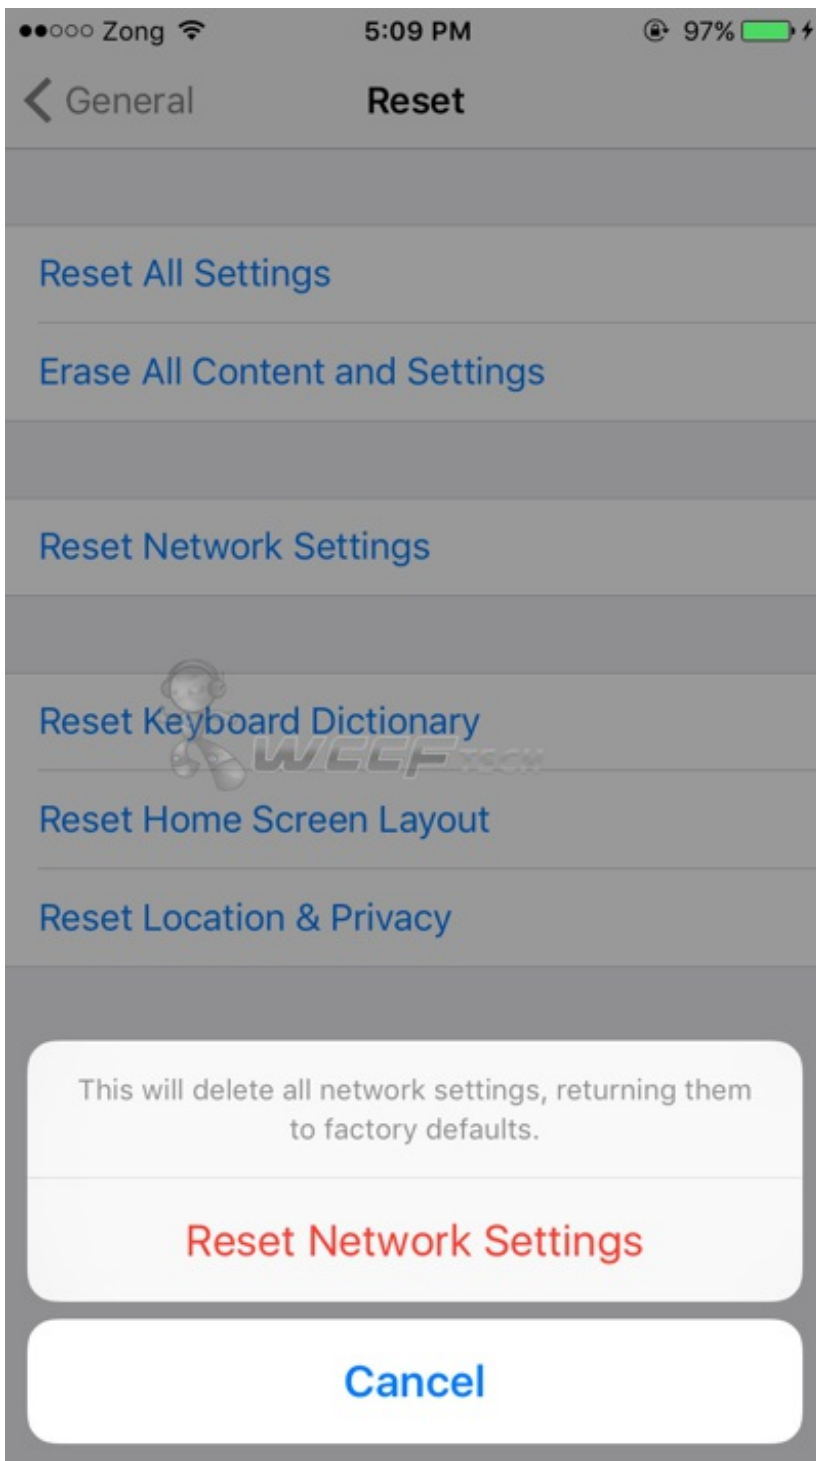 Zong 5:09 PM 97%
General Reset
Reset All Settings
Erase All Content and Settings
Reset Network Settings
Reset Keyboard Dictionary
WCCF TECH
Reset Home Screen Layout
Reset Location & Privacy
This will delete all network settings, returning them
to factory defaults.
Reset Network Settings
Cancel